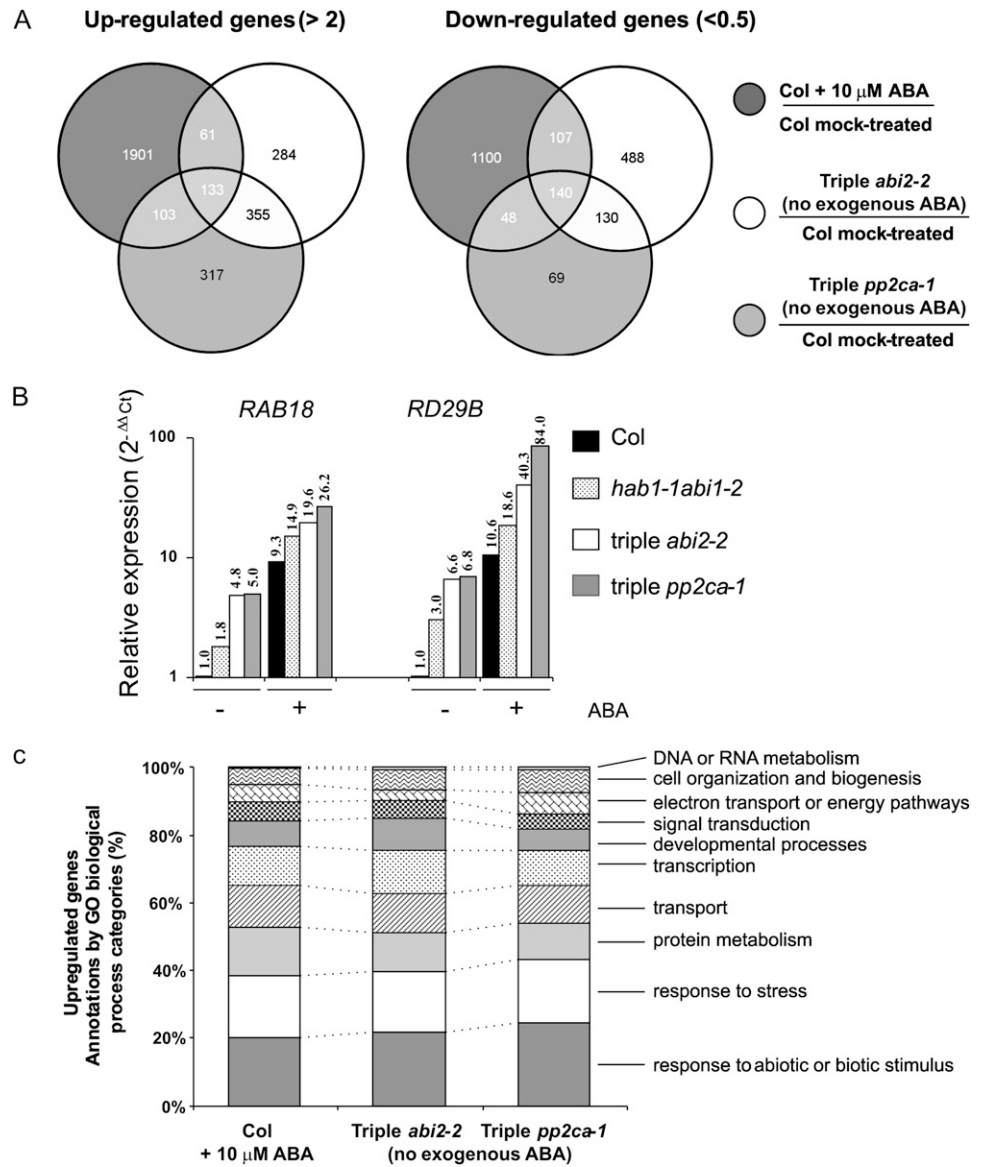 A
Up-regulated genes (> 2)
Down-regulated genes (<0.5)
1901
61
284
133
103
355
317
1100
107
488
140
48
130
69
Col + 10 μM ABA
Col mock-treated
Triple abi2-2
(no exogenous ABA)
Col mock-treated
Triple pp2ca-1
(no exogenous ABA)
Col mock-treated
B
Relative expression (2-ΔΔCt)
100
10
1
RAB18
RD29B
1.0
1.8
4.8
5.0
9.3
14.9
19.6
26.2
1.0
3.0
6.6
6.8
10.6
18.6
40.3
84.0
-
+
-
+
ABA
Col
hab1-1abi1-2
triple abi2-2
triple pp2ca-1
c
Upregulated genes
Annotations by GO biological
process categories (%)
100%
80%
60%
40%
20%
0%
DNA or RNA metabolism
cell organization and biogenesis
electron transport or energy pathways
signal transduction
developmental processes
transcription
transport
protein metabolism
response to stress
response to abiotic or biotic stimulus
Col
+ 10 μM ABA
Triple abi2-2
Triple pp2ca-1
(no exogenous ABA)